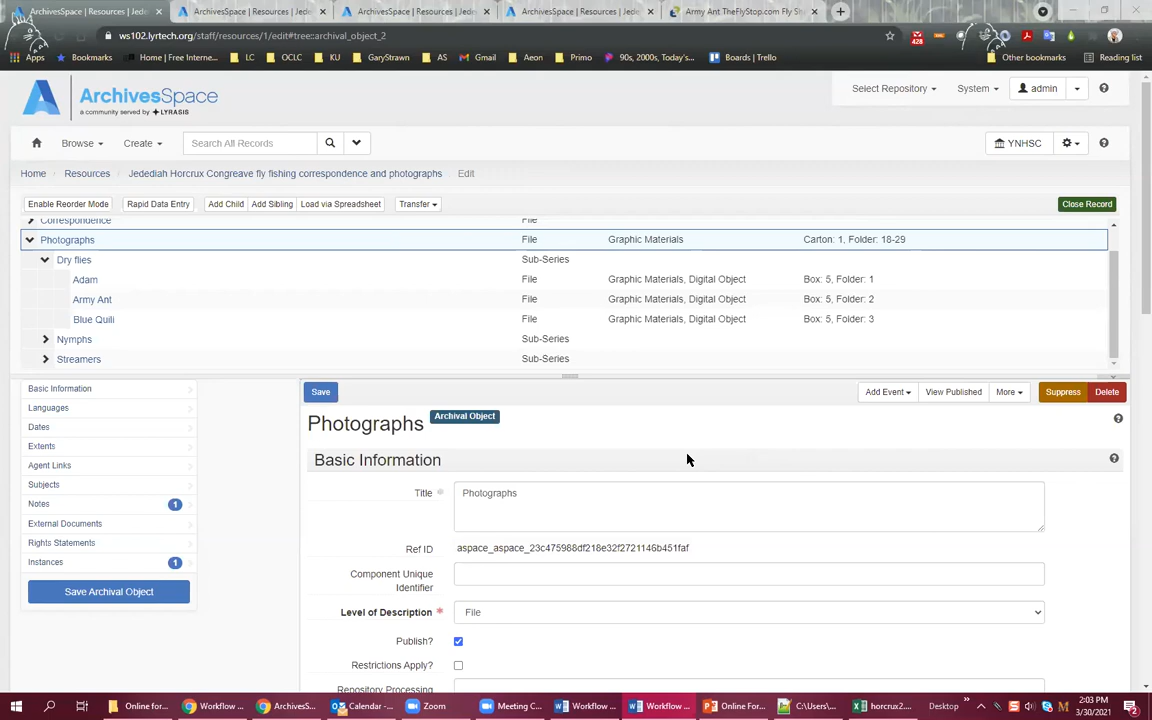 ArchivesSpace | Resources | Jede
ArchivesSpace | Resources | Jede
ArchivesSpace | Resources | Jede
ArchivesSpace | Resources | Jede
Army Ant TheFlyStop.com Fly Sh
ws102.lyrtech.org/staff/resources/1/edit#tree::archival_object_2
428
Apps
Bookmarks
Home | Free Interne...
LC
OCLC
KU
GaryStrawn
AS
Gmail
Aeon
Primo
90s, 2000s, Today's...
Boards | Trello
Other bookmarks
Reading list
ArchivesSpace
a community served by LYRASIS
Select Repository
System
admin
Browse
Create
Search All Records
YNHSC
Home
Resources
Jedediah Horcrux Congreave fly fishing correspondence and photographs
Edit
Enable Reorder Mode
Rapid Data Entry
Add Child
Add Sibling
Load via Spreadsheet
Transfer
Close Record
Correspondence File
Photographs File Graphic Materials Carton: 1, Folder: 18-29
Dry flies Sub-Series
Adam File Graphic Materials, Digital Object Box: 5, Folder: 1
Army Ant File Graphic Materials, Digital Object Box: 5, Folder: 2
Blue Quill File Graphic Materials, Digital Object Box: 5, Folder: 3
Nymphs Sub-Series
Streamers Sub-Series
Basic Information
Languages
Dates
Extents
Agent Links
Subjects
Notes 1
External Documents
Rights Statements
Instances 1
Save Archival Object
Save
Add Event
View Published
More
Suppress
Delete
Photographs Archival Object
Basic Information
Title Photographs
Ref ID aspace_aspace_23c475988df218e32f2721146b451faf
Component Unique
Identifier
Level of Description * File
Publish?
Restrictions Apply?
Repository Processing
Online for...
Workflow ...
ArchivesS...
Calendar - ...
Zoom
Meeting C...
Workflow ...
Workflow ...
Online For...
C:\Users\...
horcrux2....
Desktop
2:03 PM
3/30/2021